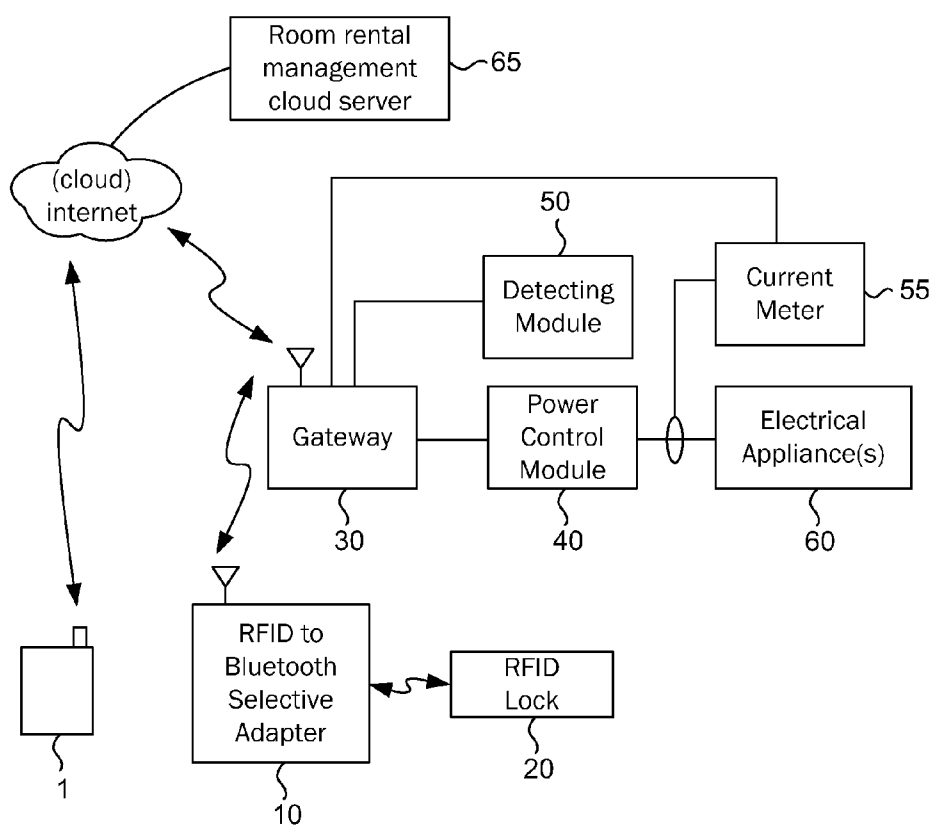 Room rental
management
cloud server
65
(cloud)
internet
50
Detecting
Module
Current
Meter
55
Gateway
30
Power
Control
Module
40
Electrical
Appliance(s)
60
RFID to
Bluetooth
Selective
Adapter
10
RFID
Lock
20
1